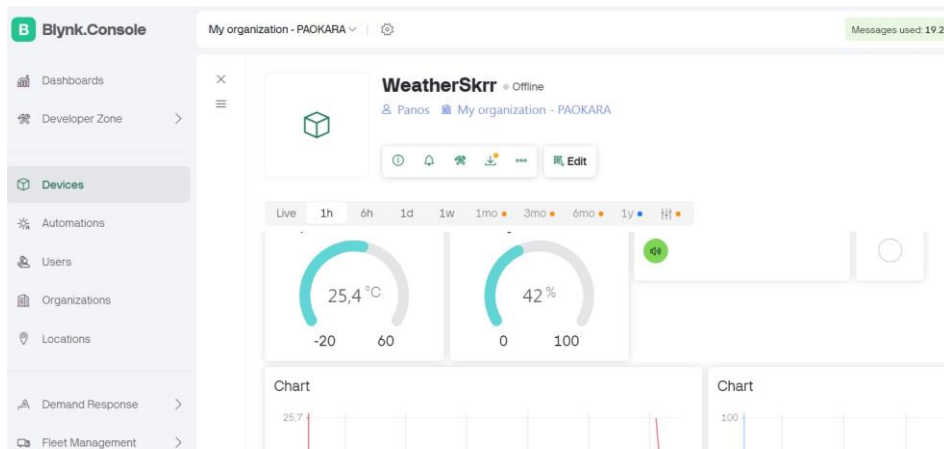 B Blynk.Console
My organization - PAOKARA
Messages used: 19.2
Dashboards
Developer Zone
Devices
Automations
Users
Organizations
Locations
Demand Response
Fleet Management
WeatherSkrr Offline
Panos My organization - PAOKARA
Edit
Live 1h 6h 1d 1w 1mo 3mo 6mo 1y
25,4 °C
-20 60
42 %
0 100
Chart
25,7
Chart
100